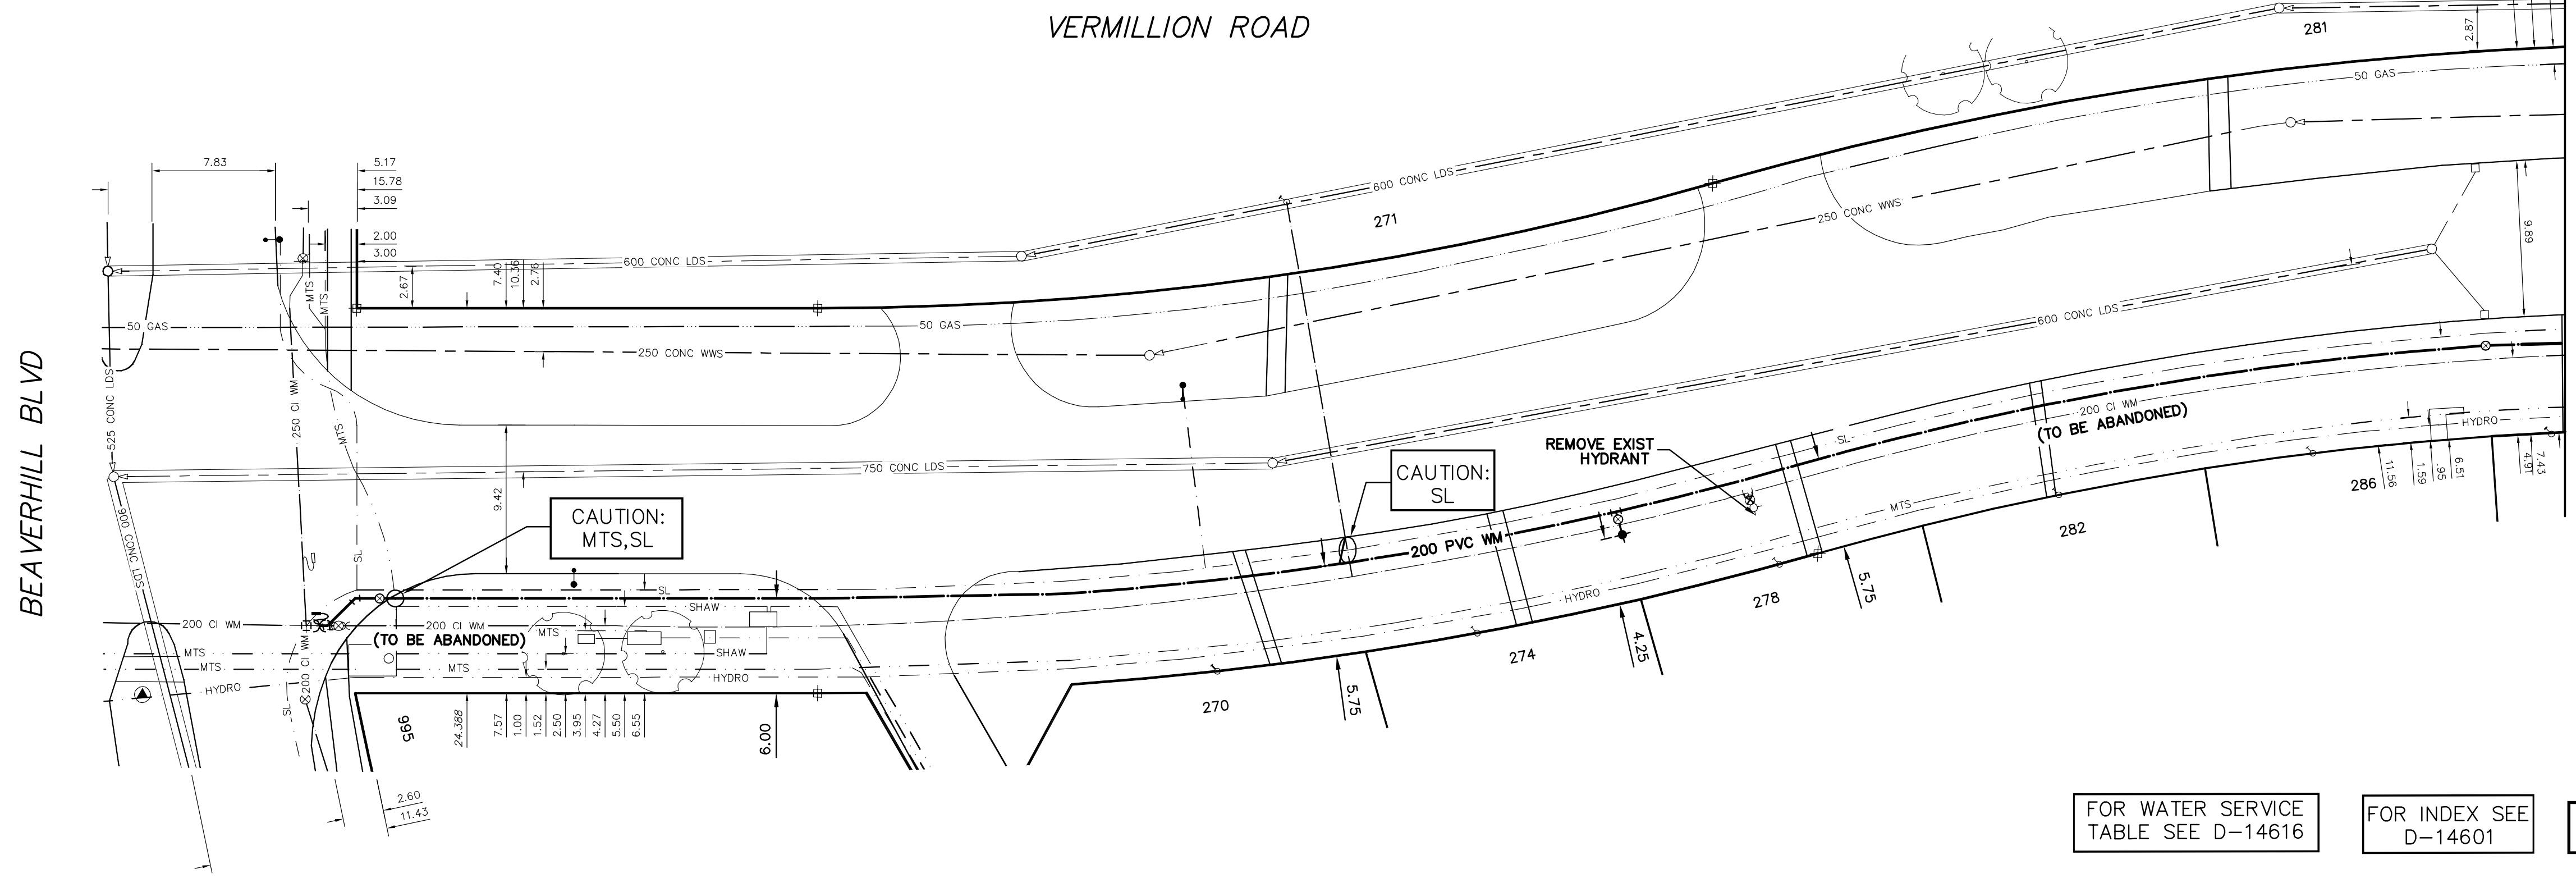 VERMILLION ROAD
BEAVERHILL BLVD
281
2.87
50 GAS
7.83
5.17
15.78
3.09
2.00
3.00
600 CONC LDS
271
250 CONC WWS
9.89
MTS
MTS
2.67
7.40
10.36
2.76
600 CONC LDS
50 GAS
50 GAS
250 CONC WWS
600 CONC LDS
525 CONC LDS
250 CI WM
MTS
SL
9.42
750 CONC LDS
900 CONC LDS
CAUTION:
MTS,SL
CAUTION:
SL
REMOVE EXIST
HYDRANT
SL
200 CI WM
(TO BE ABANDONED)
HYDRO
11.56
1.59
.95
6.51
4.91
7.43
286
MTS
282
200 PVC WM
5.75
278
HYDRO
4.25
274
5.75
270
SL
SHAW
200 CI WM
200 CI WM
(TO BE ABANDONED)
MTS
SHAW
MTS
MTS
MTS
HYDRO
HYDRO
200 CI WM
SL
995
24.388
7.57
1.00
1.52
2.50
3.95
4.27
5.50
6.55
6.00
2.60
11.43
FOR WATER SERVICE
TABLE SEE D-14616
FOR INDEX SEE
D-14601